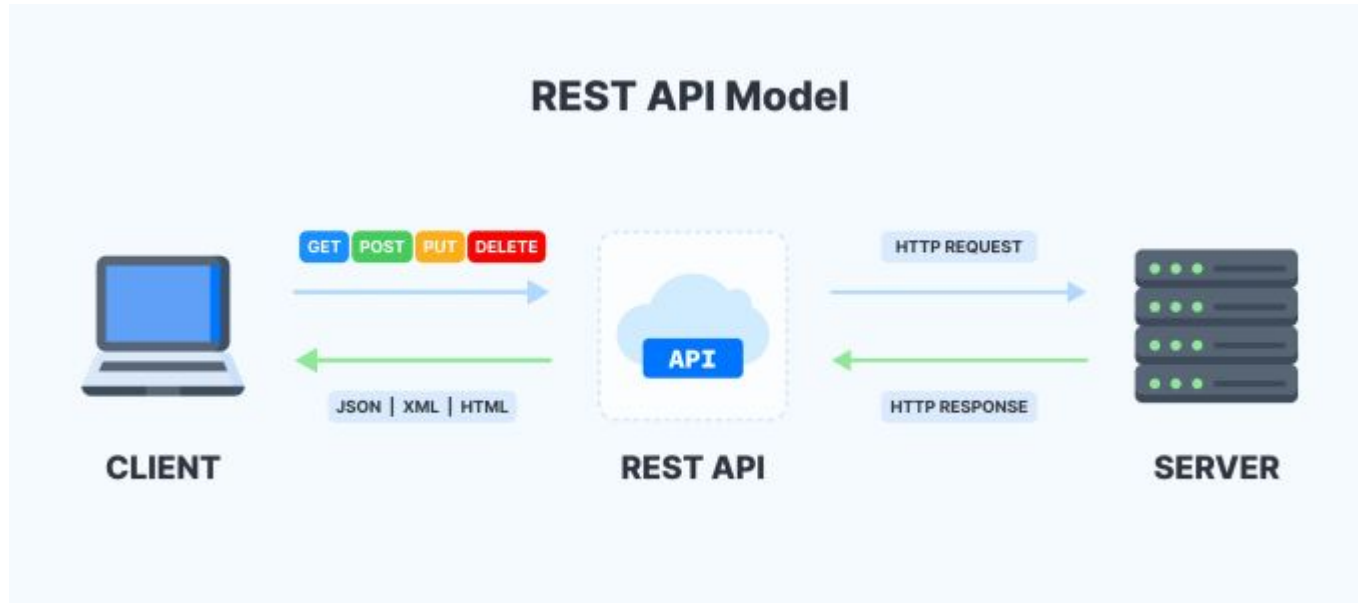 REST API Model
GET POST PUT DELETE
HTTP REQUEST
API
JSON | XML | HTML
HTTP RESPONSE
CLIENT
REST API
SERVER